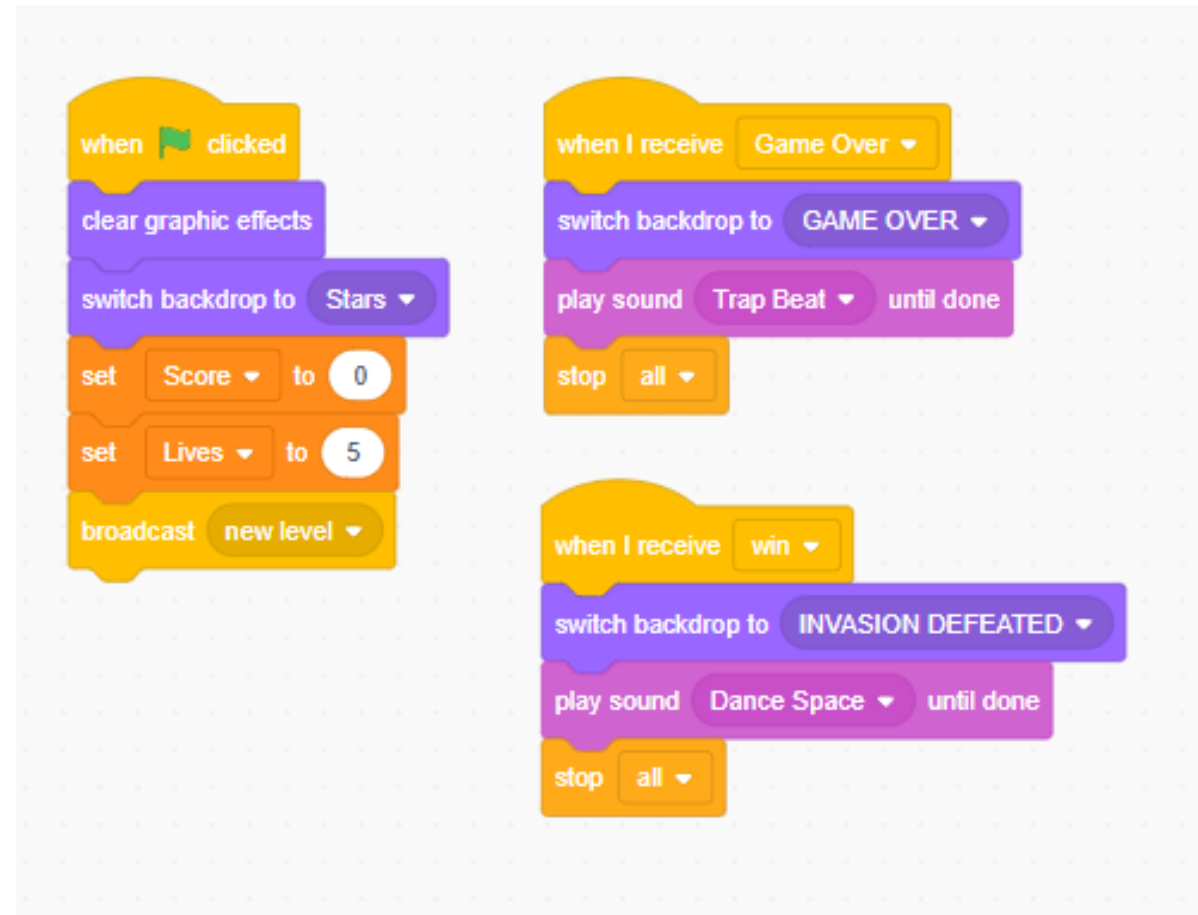 when clicked
clear graphic effects
switch backdrop to Stars
set Score to 0
set Lives to 5
broadcast new level
when I receive Game Over
switch backdrop to GAME OVER
play sound Trap Beat until done
stop all
when I receive win
switch backdrop to INVASION DEFEATED
play sound Dance Space until done
stop all